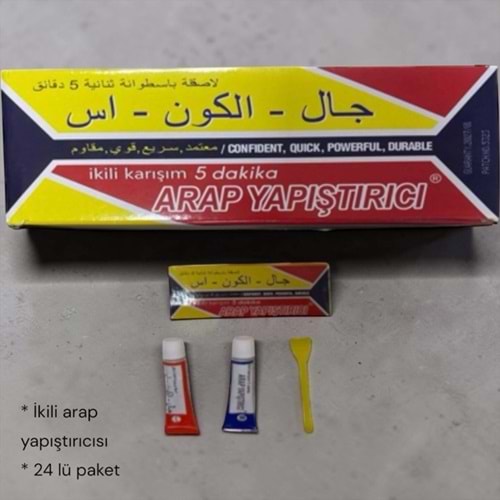 لاصقة باسطوانة ثنائية 5 دقائق
جال - الكون - اس
معتمد, سريع, قوي, مقاوم / CONFIDENT, QUICK, POWERFUL, DURABLE
ikili karışım 5 dakika
ARAP YAPIŞTIRICI®
جال - الكون - اس
ARAP YAPIŞTIRICI
* İkili arap
yapıştırıcısı
* 24 lü paket